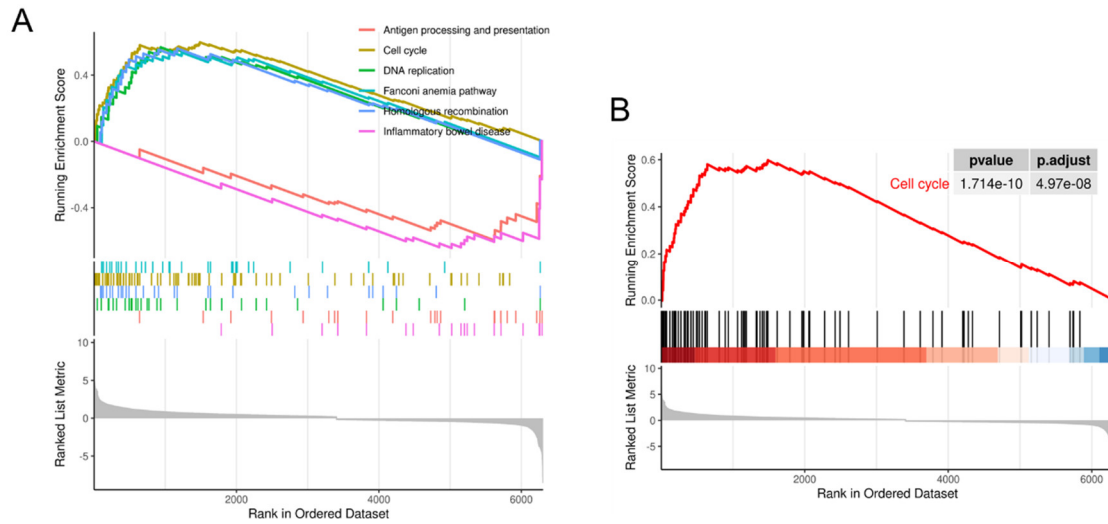 A
Running Enrichment Score
0.4
0.0
-0.4
Antigen processing and presentation
Cell cycle
DNA replication
Fanconi anemia pathway
Homologous recombination
Inflammatory bowel disease
Ranked List Metric
10
5
0
-5
2000 4000 6000
Rank in Ordered Dataset
B
Running Enrichment Score
0.6
0.4
0.2
0.0
pvalue p.adjust
Cell cycle 1.714e-10 4.97e-08
Ranked List Metric
10
5
0
-5
2000 4000 6000
Rank in Ordered Dataset